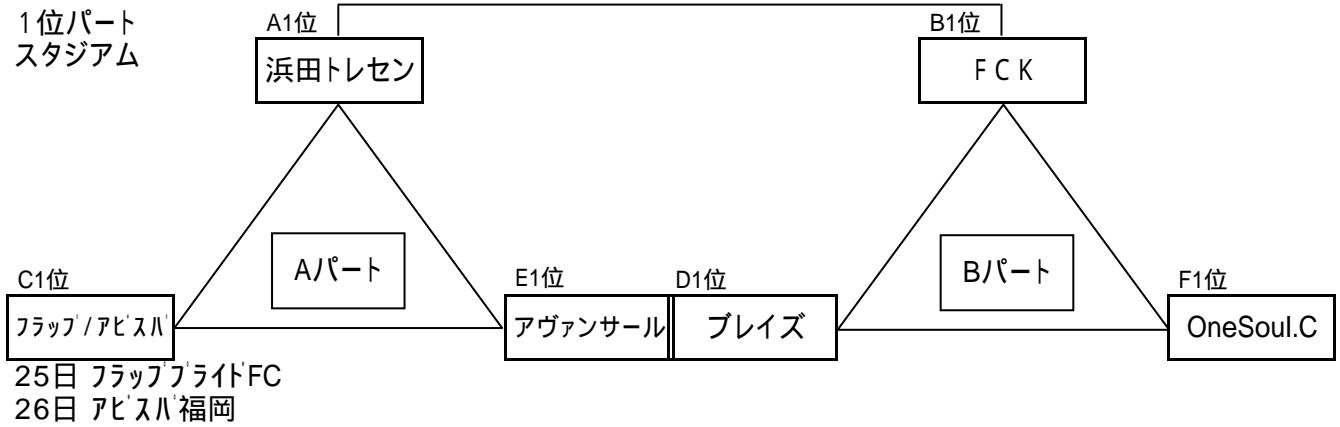 1位パート
スタジアム
A1位
B1位
浜田トレセン
FCK
Aパート
Bパート
C1位
E1位
D1位
F1位
フラップ/アビスパ
アヴァンサール
ブレイズ
OneSoul.C
25日 フラッププライドFC
26日 アビスパ福岡